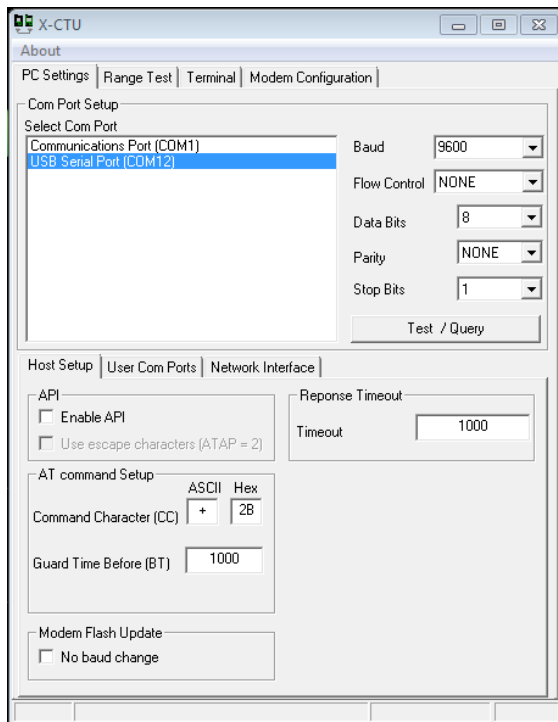 X-CTU
About
PC Settings Range Test Terminal Modem Configuration
Com Port Setup
Select Com Port
Communications Port (COM1)
USB Serial Port (COM12)
Baud 9600
Flow Control NONE
Data Bits 8
Parity NONE
Stop Bits 1
Test / Query
Host Setup User Com Ports Network Interface
API
Enable API
Use escape characters (ATAP = 2)
Reponse Timeout
Timeout 1000
AT command Setup
ASCII Hex
Command Character (CC) + 2B
Guard Time Before (BT) 1000
Modem Flash Update
No baud change